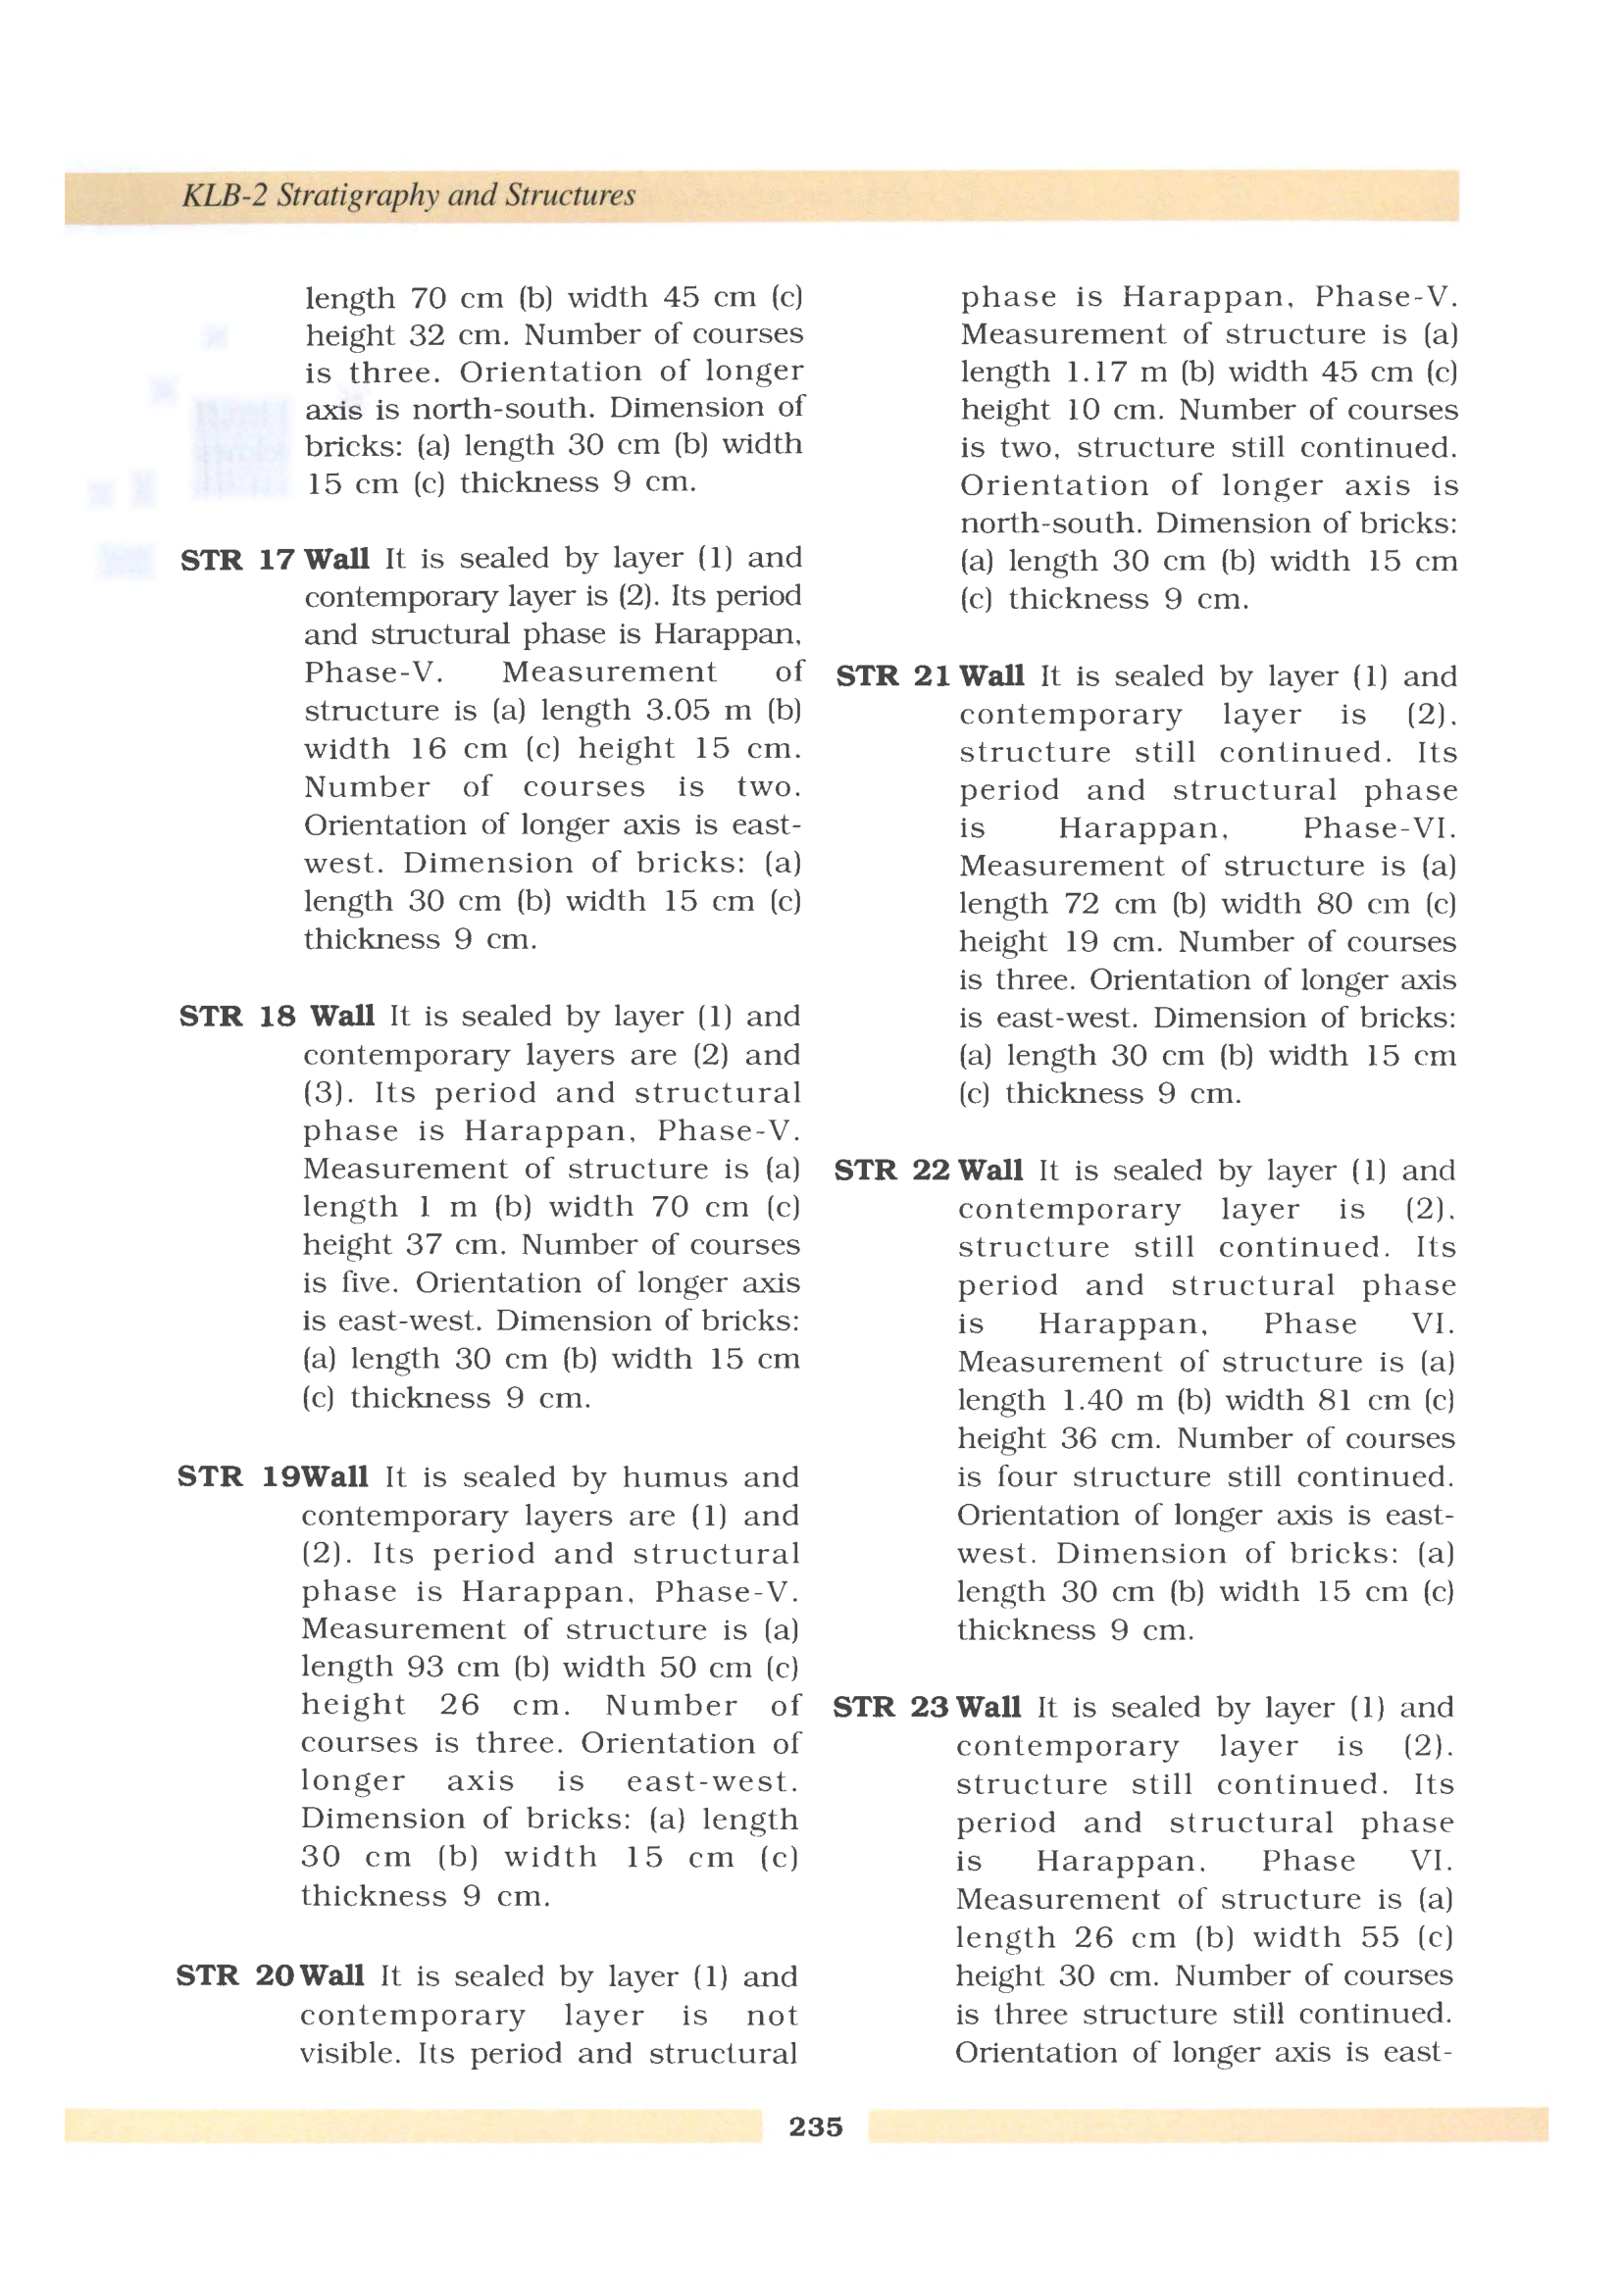 KLB-2 Stratigraphy and Structures
length 70 cm (b) width 45 cm (c)
height 32 cm. Number of courses
is three. Orientation of longer
axis is north-south. Dimension of
bricks: (a) length 30 cm (b) width
15 cm (c) thickness 9 cm.
STR 17 Wall It is sealed by layer (1) and
contemporary layer is (2). Its period
and structural phase is Harappan,
Phase-V. Measurement of
structure is (a) length 3.05 m (b)
width 16 cm (c) height 15 cm.
Number of courses is two.
Orientation of longer axis is east-
west. Dimension of bricks: (a)
length 30 cm (b) width 15 cm (c)
thickness 9 cm.
STR 18 Wall It is sealed by layer (1) and
contemporary layers are (2) and
(3). Its period and structural
phase is Harappan, Phase-V.
Measurement of structure is (a)
length 1 m (b) width 70 cm (c)
height 37 cm. Number of courses
is five. Orientation of longer axis
is east-west. Dimension of bricks:
(a) length 30 cm (b) width 15 cm
(c) thickness 9 cm.
STR 19Wall It is sealed by humus and
contemporary layers are (1) and
(2). Its period and structural
phase is Harappan, Phase-V.
Measurement of structure is (a)
length 93 cm (b) width 50 cm (c)
height 26 cm. Number of
courses is three. Orientation of
longer axis is east-west.
Dimension of bricks: (a) length
30 cm (b) width 15 cm (c)
thickness 9 cm.
STR 20 Wall It is sealed by layer (1) and
contemporary layer is not
visible. Its period and structural
phase is Harappan, Phase-V.
Measurement of structure is (a)
length 1.17 m (b) width 45 cm (c)
height 10 cm. Number of courses
is two, structure still continued.
Orientation of longer axis is
north-south. Dimension of bricks:
(a) length 30 cm (b) width 15 cm
(c) thickness 9 cm.
STR 21 Wall It is sealed by layer (1) and
contemporary layer is (2),
structure still continued. Its
period and structural phase
is Harappan, Phase-VI.
Measurement of structure is (a)
length 72 cm (b) width 80 cm (c)
height 19 cm. Number of courses
is three. Orientation of longer axis
is east-west. Dimension of bricks:
(a) length 30 cm (b) width 15 cm
(c) thickness 9 cm.
STR 22 Wall It is sealed by layer (1) and
contemporary layer is (2),
structure still continued. Its
period and structural phase
is Harappan, Phase VI.
Measurement of structure is (a)
length 1.40 m (b) width 81 cm (c)
height 36 cm. Number of courses
is four structure still continued.
Orientation of longer axis is east-
west. Dimension of bricks: (a)
length 30 cm (b) width 15 cm (c)
thickness 9 cm.
STR 23 Wall It is sealed by layer (1) and
contemporary layer is (2).
structure still continued. Its
period and structural phase
is Harappan. Phase VI.
Measurement of structure is (a)
length 26 cm (b) width 55 (c)
height 30 cm. Number of courses
is three structure still continued.
Orientation of longer axis is east-
235